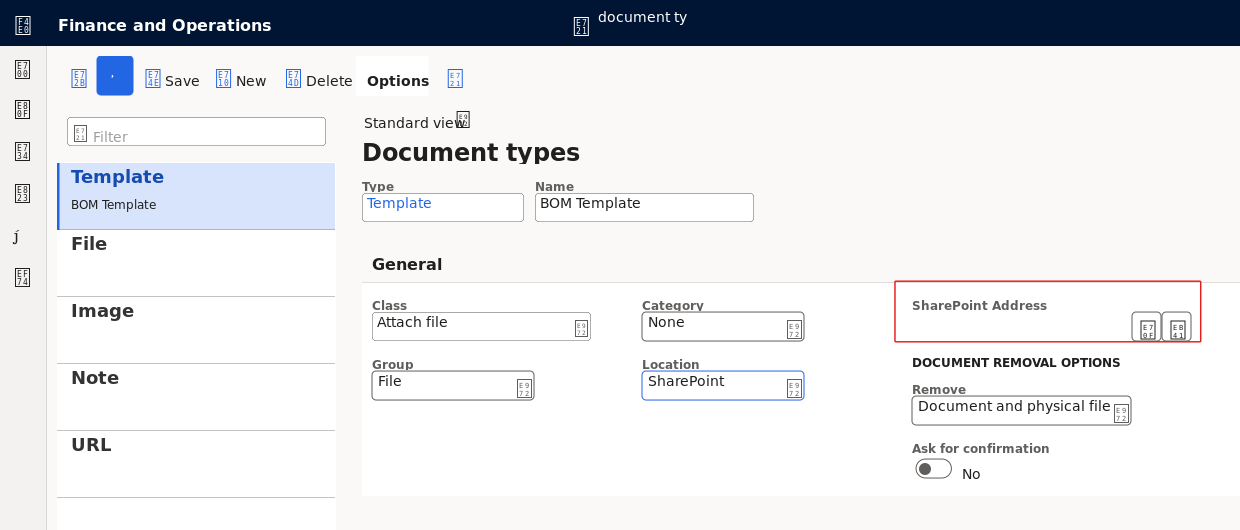 Finance and Operations
document ty
Save New Delete Options
Filter
Standard view
Document types
Template
BOM Template
File
Image
Note
URL
Type Name
Template BOM Template
General
Class Category SharePoint Address
Attach file None
Group Location
File SharePoint
DOCUMENT REMOVAL OPTIONS
Remove
Document and physical file
Ask for confirmation
No